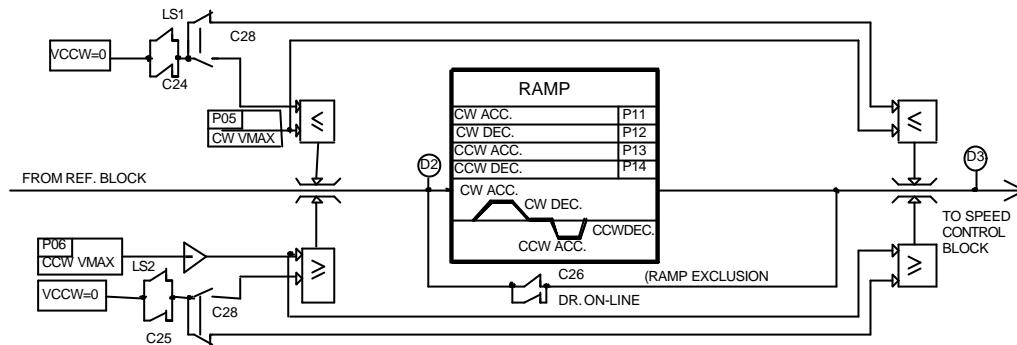 LS1
C28
VCCW=0
C24
P05
CW VMAX
≤
RAMP
CW ACC. P11
CW DEC. P12
CCW ACC. P13
CCW DEC. P14
CW ACC.
CW DEC.
CCWDEC.
CCW ACC.
≤
D2
D3
FROM REF. BLOCK
TO SPEED
CONTROL
BLOCK
P06
CCW VMAX
LS2
≥
C26
(RAMP EXCLUSION
DR. ON-LINE
≥
VCCW=0
C28
C25